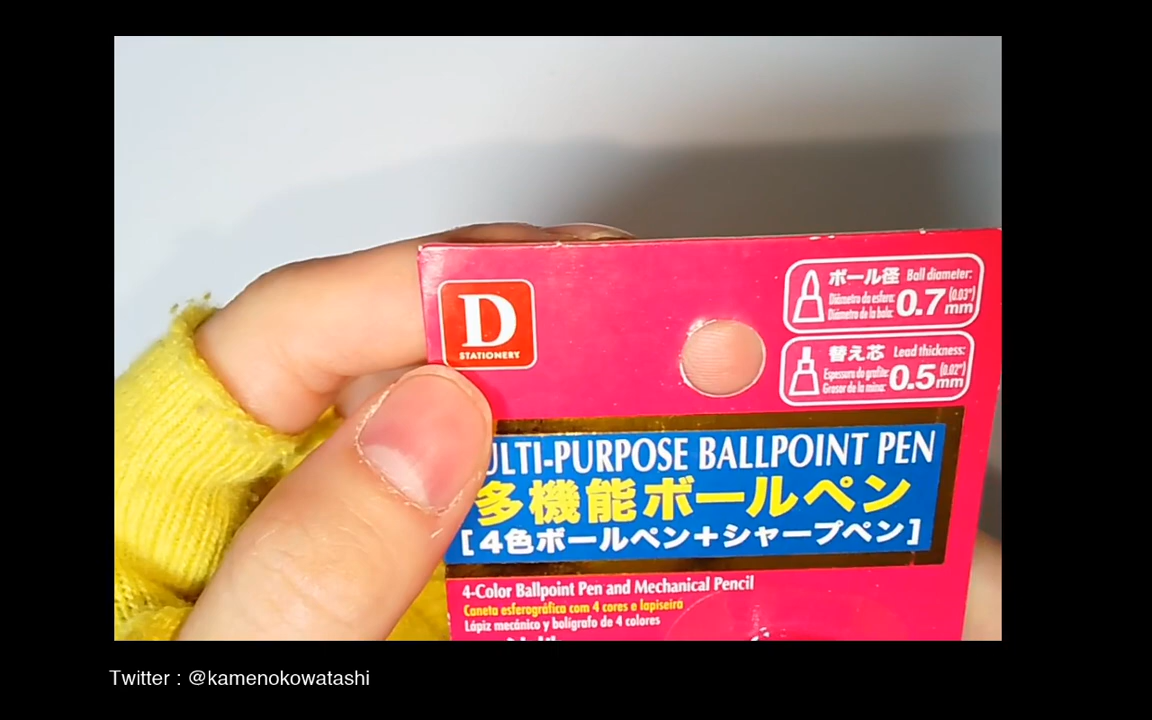 D
STATIONERY
ボール径 Ball diameter:
Diâmetro da esfera:
Diámetro de la bola:
0.7 mm (0.03")
替え芯 Lead thickness:
Espessura do grafite:
Grosor de la mina:
0.5 mm (0.02")
ULTI-PURPOSE BALLPOINT PEN
多機能ボールペン
[4色ボールペン+シャープペン]
4-Color Ballpoint Pen and Mechanical Pencil
Caneta esferográfica com 4 cores e lapiseira
Lápiz mecánico y bolígrafo de 4 colores
Twitter : @kamenokowatashi